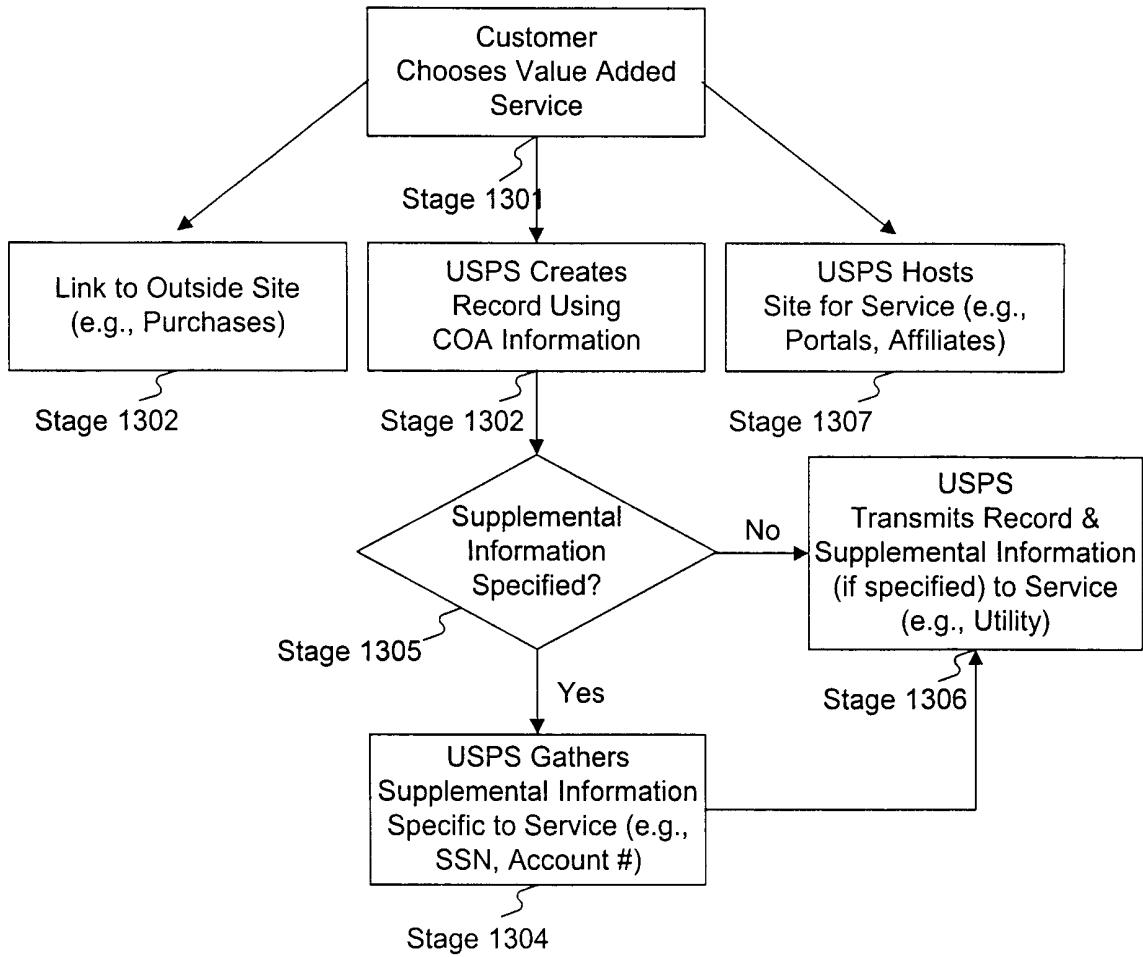 Customer
Chooses Value Added
Service
Stage 1301
Link to Outside Site
(e.g., Purchases)
Stage 1302
USPS Creates
Record Using
COA Information
Stage 1302
USPS Hosts
Site for Service (e.g.,
Portals, Affiliates)
Stage 1307
Supplemental
Information
Specified?
Stage 1305
No
Yes
USPS
Transmits Record &
Supplemental Information
(if specified) to Service
(e.g., Utility)
Stage 1306
USPS Gathers
Supplemental Information
Specific to Service (e.g.,
SSN, Account #)
Stage 1304